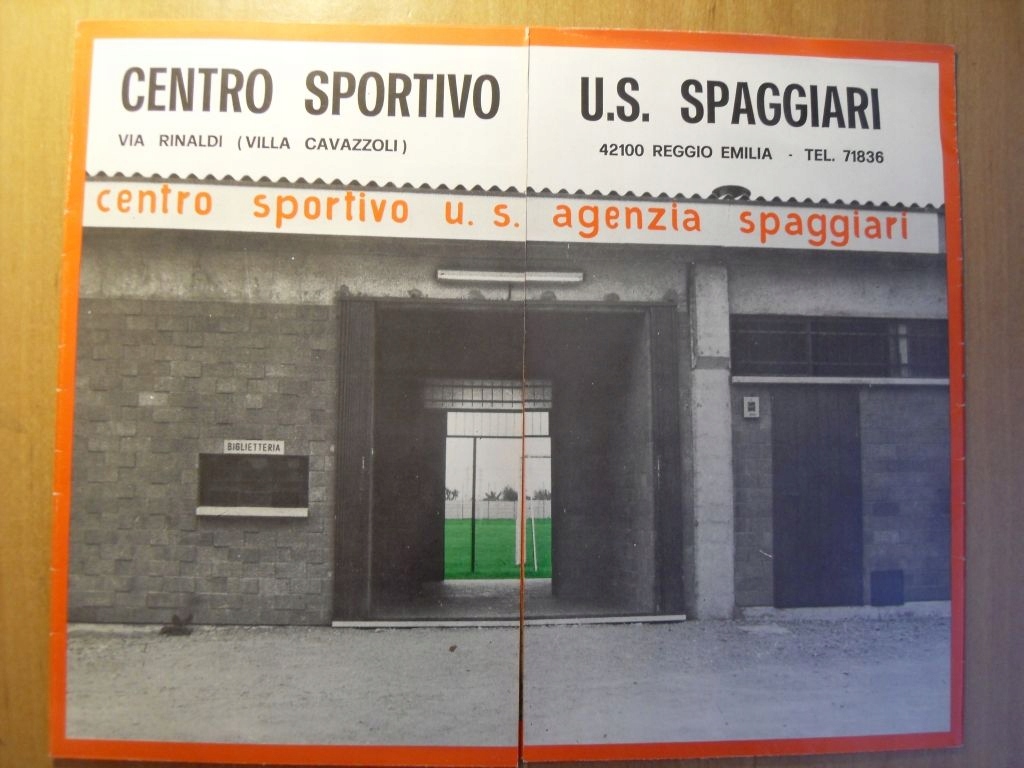 CENTRO SPORTIVO U.S. SPAGGIARI
VIA RINALDI (VILLA CAVAZZOLI) 42100 REGGIO EMILIA - TEL. 71836
centro sportivo u. s. agenzia spaggiari
BIGLIETTERIA